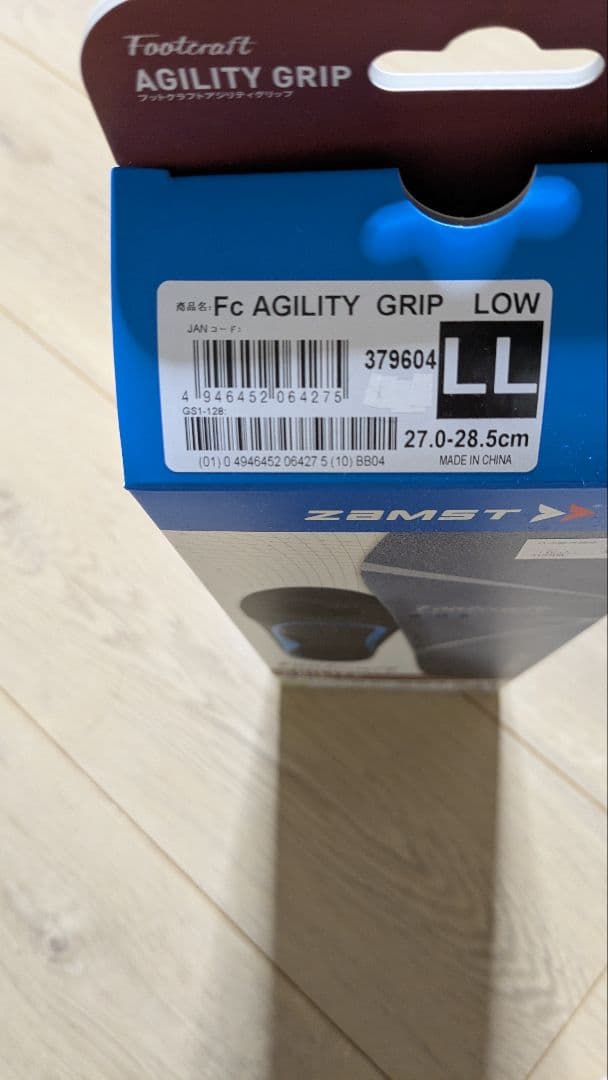 Footcraft
AGILITY GRIP
フットクラフトアジリティグリップ
商品名: Fc AGILITY GRIP LOW
JANコード:
379604 LL
4 946452 064275
GS1-128:
27.0-28.5cm
(01) 0 4946452 06427 5 (10) BB04
MADE IN CHINA
ZAMST